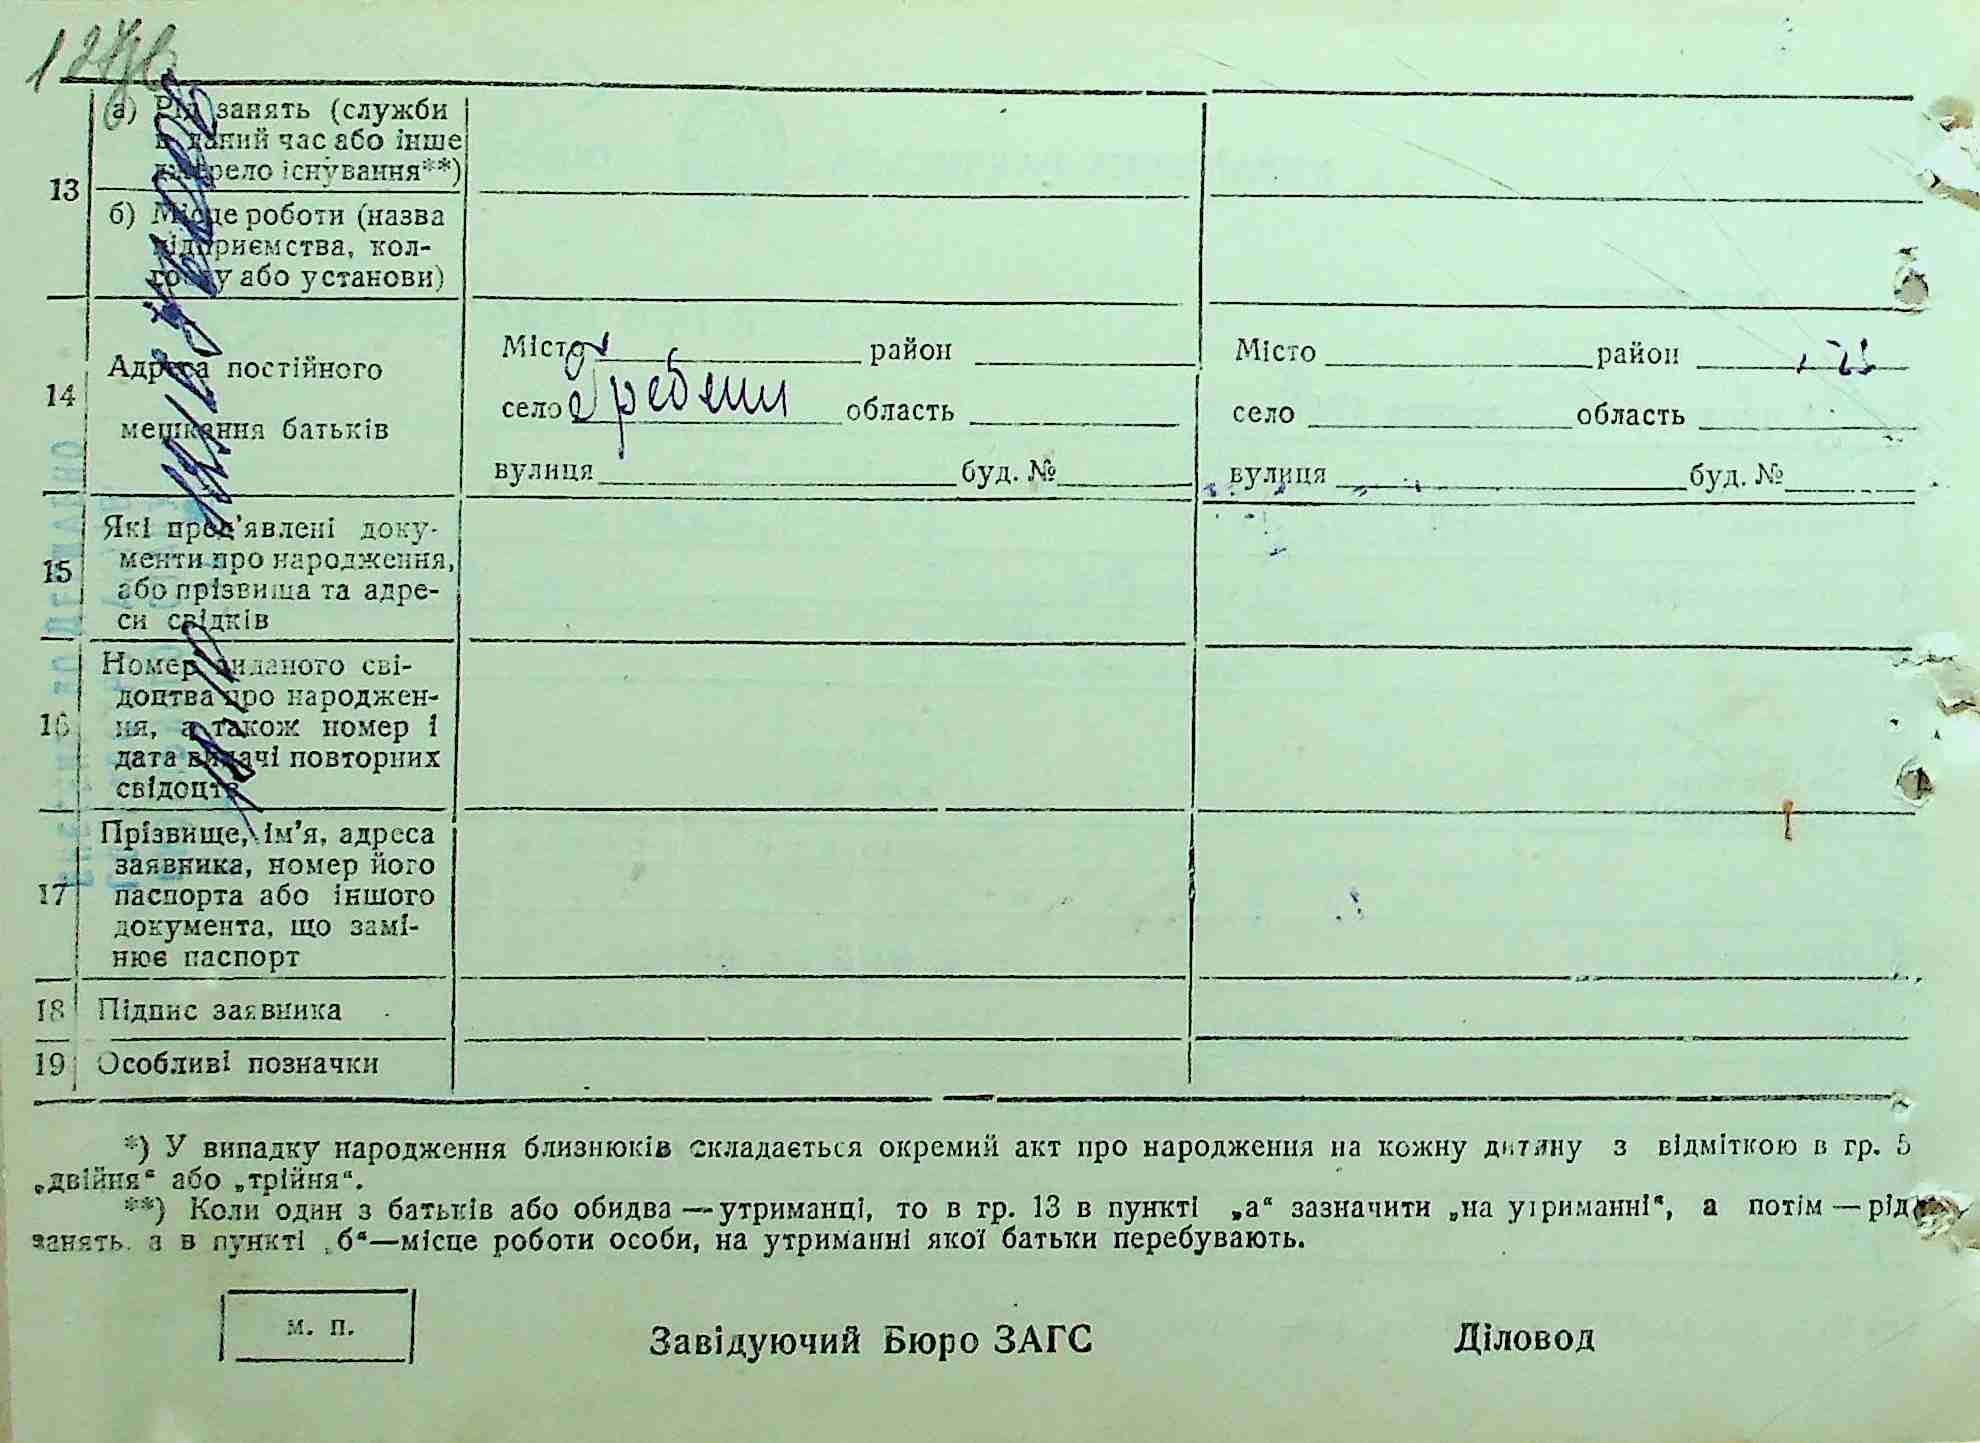 13
а) Рід занять (служби
в даний час або інше
джерело існування**)
б) Місце роботи (назва
підприємства, кол-
госпу або установи)
14
Адреса постійного
мешкання батьків
Місто район
село Гребени область
вулиця буд. №
Місто район
село область
вулиця буд. №
15
Які пред’явлені доку-
менти про народження,
або прізвища та адре-
си свідків
16
Номер виданого сві-
доцтва про народжен-
ня, а також номер і
дата видачі повторних
свідоцтв
17
Прізвище, ім’я, адреса
заявника, номер його
паспорта або іншого
документа, що замі-
нює паспорт
18 Підпис заявника
19 Особливі позначки
*) У випадку народження близнюків складається окремий акт про народження на кожну дитину з відміткою в гр. 5
„двійня“ або „трійня“.
**) Коли один з батьків або обидва — утриманці, то в гр. 13 в пункті „а“ зазначити „на утриманні“, а потім — рід
занять, а в пункті „б“—місце роботи особи, на утриманні якої батьки перебувають.
м. п.
Завідуючий Бюро ЗАГС
Діловод